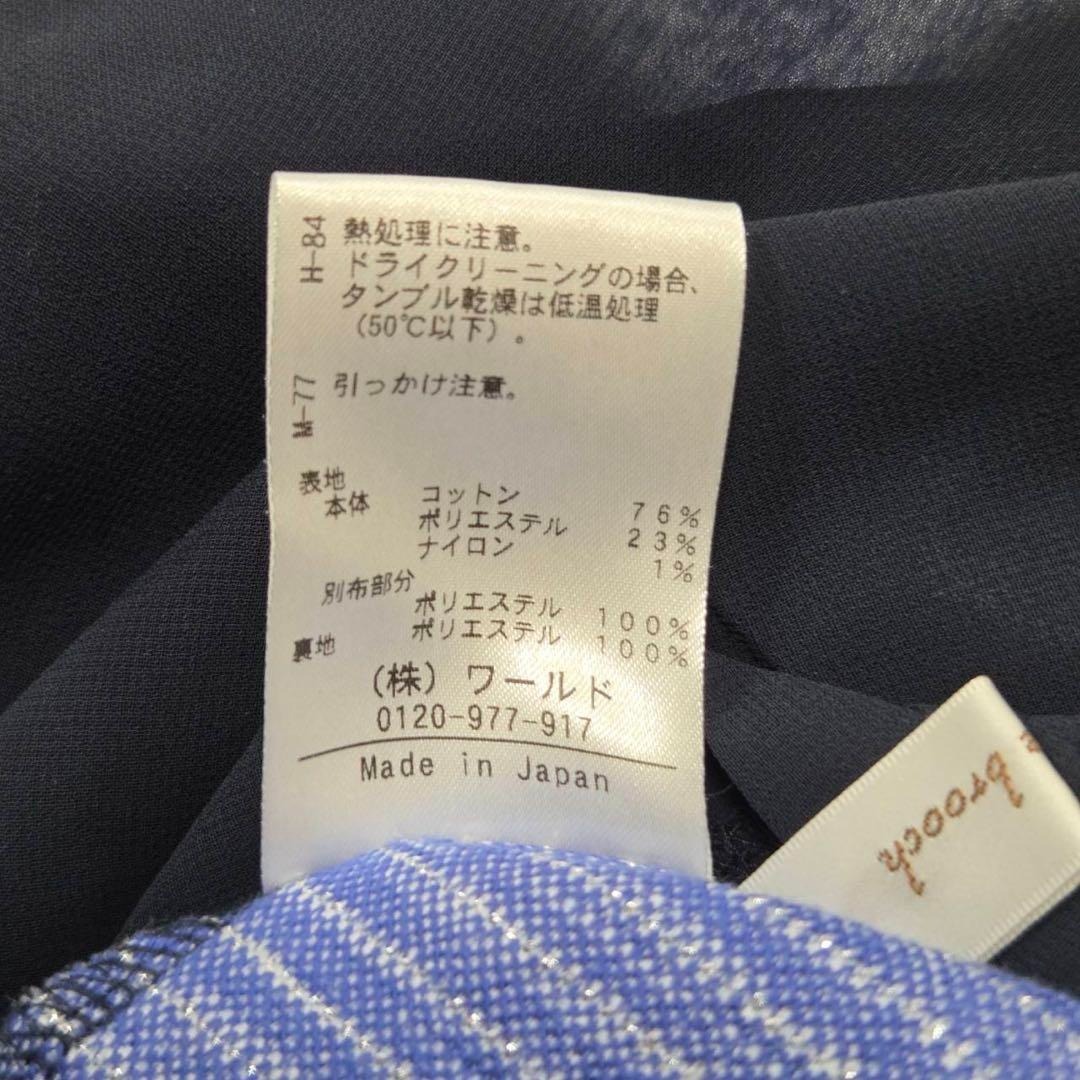 H-84 熱処理に注意。
ドライクリーニングの場合、
タンブル乾燥は低温処理
(50℃以下)。
M-77 引っかけ注意。
表地
本体 コットン 76%
ポリエステル 23%
ナイロン 1%
別布部分 ポリエステル 100%
裏地 ポリエステル 100%
(株) ワールド
0120-977-917
Made in Japan
brooch